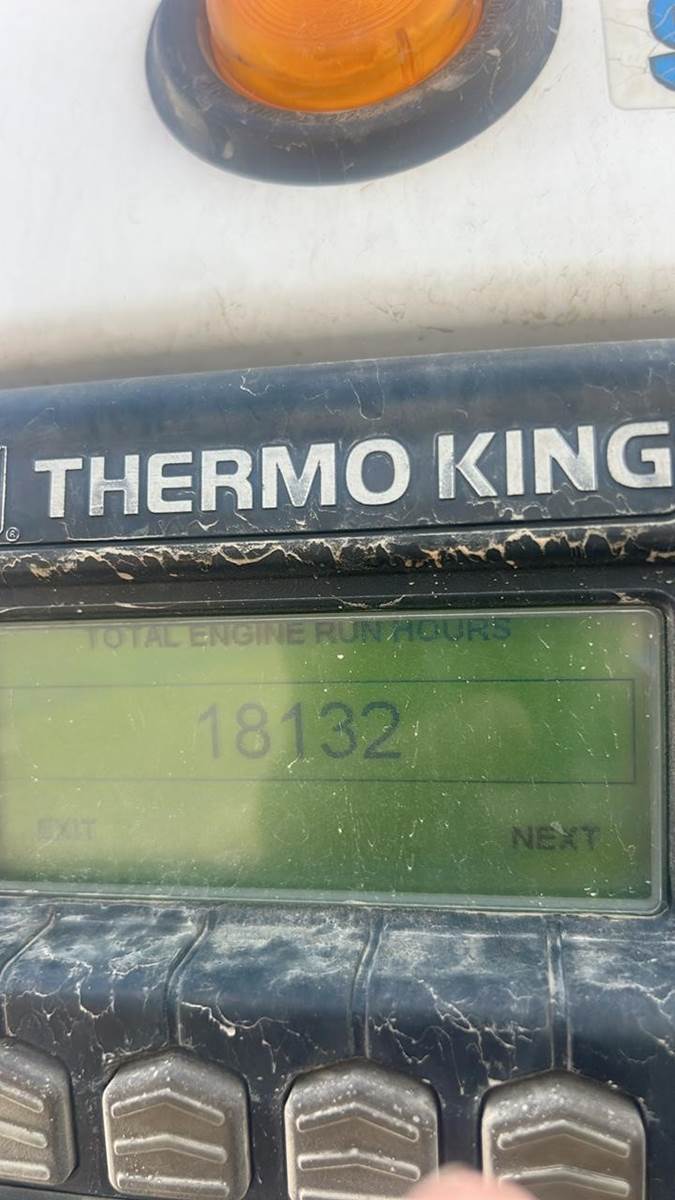 THERMO KING
®
TOTAL ENGINE RUN HOURS
18132
EXIT NEXT